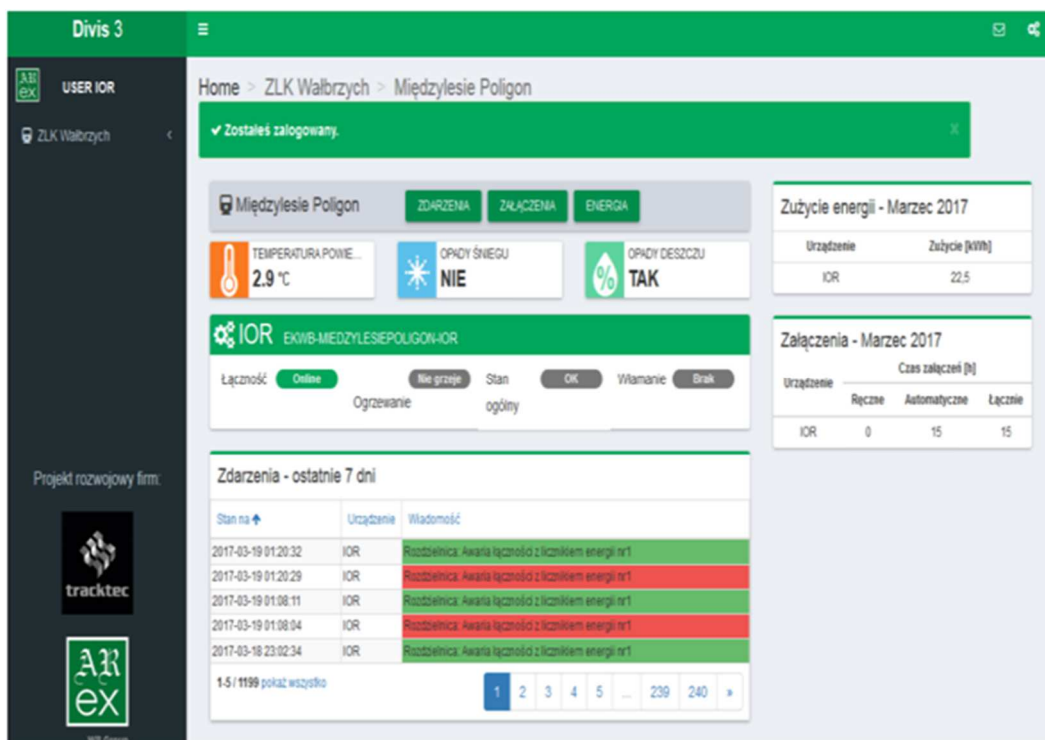 Divis 3
AR
ex
USER IOR
ZLK Wałbrzych
Home > ZLK Wałbrzych > Międzylesie Poligon
Zostałeś zalogowany.
X
Międzylesie Poligon
ZDARZENIA
ZAŁĄCZENIA
ENERGIA
TEMPERATURA POWIE...
2.9 °C
OPADY ŚNIEGU
NIE
OPADY DESZCZU
%
TAK
IOR EKWB-MIEDZYLESIEPOLIGON-IOR
Łączność Online
Nie grzeje
Ogrzewanie
Stan
ogólny
OK
Włamanie Brak
Zdarzenia - ostatnie 7 dni
Stan na Urządzenie Wiadomość
2017-03-19 01:20:32 IOR Rozdzielnica: Awaria łączności z licznikiem energii nr1
2017-03-19 01:20:29 IOR Rozdzielnica: Awaria łączności z licznikiem energii nr1
2017-03-19 01:08:11 IOR Rozdzielnica: Awaria łączności z licznikiem energii nr1
2017-03-19 01:08:04 IOR Rozdzielnica: Awaria łączności z licznikiem energii nr1
2017-03-18 23:02:34 IOR Rozdzielnica: Awaria łączności z licznikiem energii nr1
1-5 / 1199 pokaż wszystko
1 2 3 4 5 ... 239 240 »
Zużycie energii - Marzec 2017
Urządzenie Zużycie [kWh]
IOR 22,5
Załączenia - Marzec 2017
Urządzenie
Czas załączeń [h]
Ręczne Automatyczne Łącznie
IOR 0 15 15
Projekt rozwojowy firm:
tracktec
AR
ex